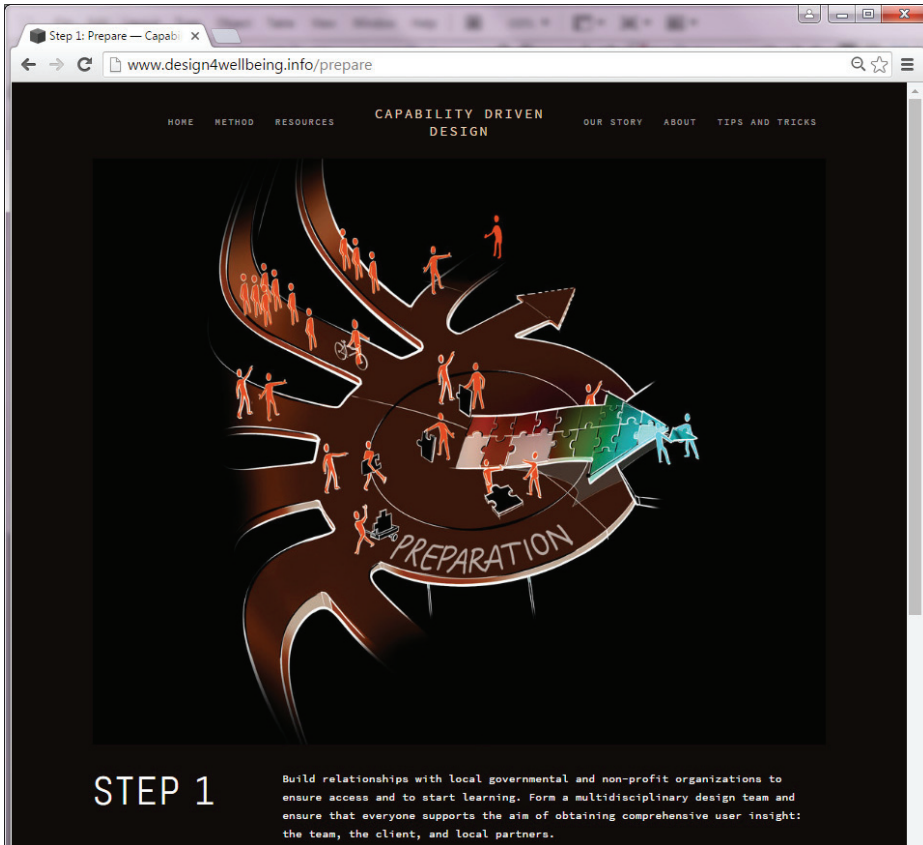 Step 1: Prepare — Capabi
www.design4wellbeing.info/prepare
HOME METHOD RESOURCES
CAPABILITY DRIVEN
DESIGN
OUR STORY ABOUT TIPS AND TRICKS
PREPARATION
STEP 1
Build relationships with local governmental and non-profit organizations to
ensure access and to start learning. Form a multidisciplinary design team and
ensure that everyone supports the aim of obtaining comprehensive user insight:
the team, the client, and local partners.